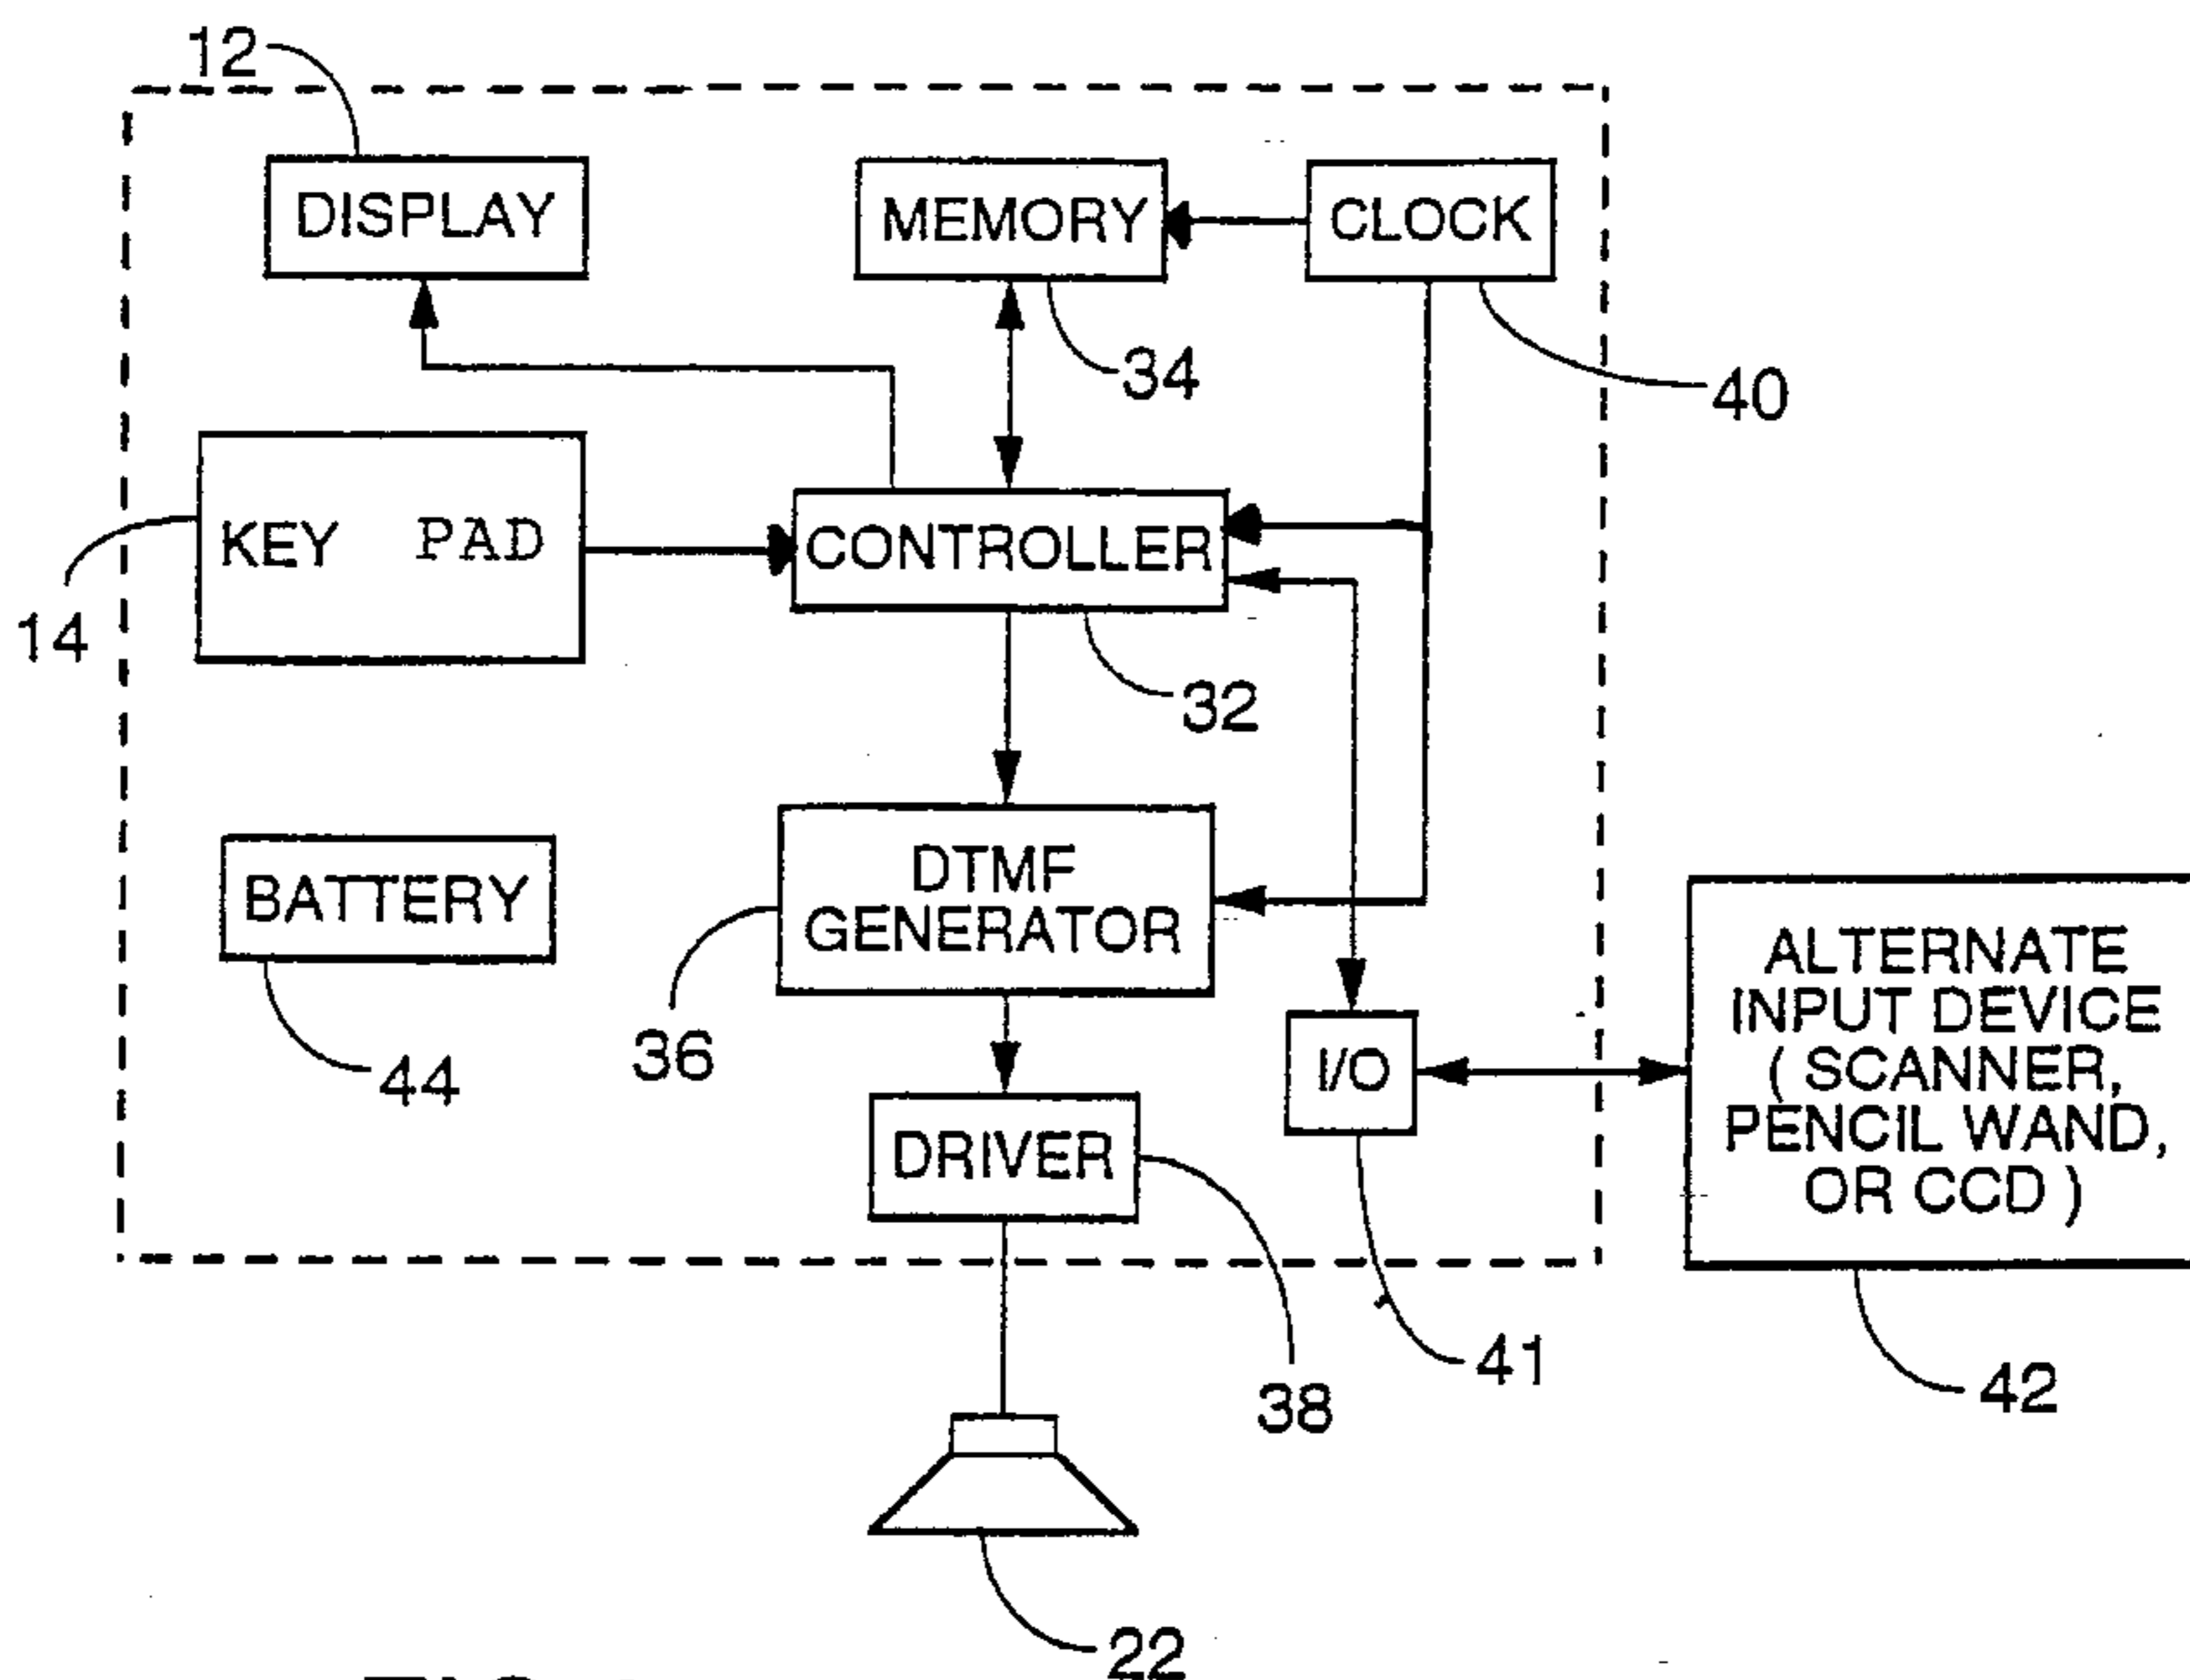 12
DISPLAY
MEMORY
CLOCK
34
40
KEY PAD
CONTROLLER
14
32
DTMF
GENERATOR
BATTERY
36
44
I/O
ALTERNATE
INPUT DEVICE
( SCANNER,
PENCIL WAND,
OR CCD )
DRIVER
41
38
42
22